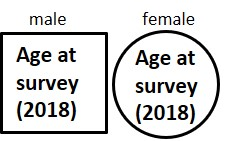 male female
Age at
survey
(2018)
Age at
survey
(2018)